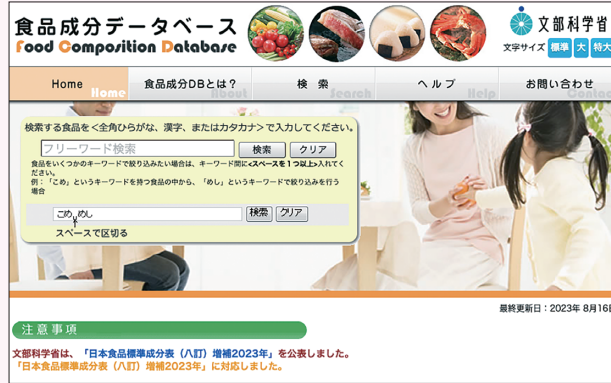 食品成分データベース
Food Composition Database
文部科学省
文字サイズ 標準 大 特大
Home 食品成分DBとは? 検 索 ヘ ル プ お問い合わせ
Home About Search Help Contac
検索する食品を<全角ひらがな、漢字、またはカタカナ>で入力してください。
フリーワード検索 検索 クリア
食品をいくつかのキーワードで絞り込みたい場合は、キーワード間に<スペースを1つ以上>入れてく
ださい。
例:「こめ」というキーワードを持つ食品の中から、「めし」というキーワードで絞り込みを行う
場合
こめ めし 検索 クリア
スペースで区切る
最終更新日:2023年 8月16日
注意事項
文部科学省は、「日本食品標準成分表(八訂)増補2023年」を公表しました。
「日本食品標準成分表(八訂)増補2023年」に対応しました。